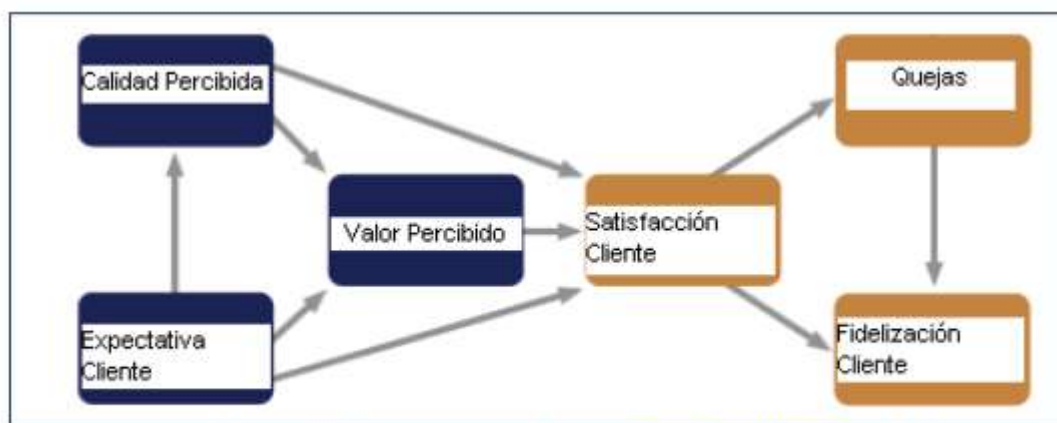 Calidad Percibida
Quejas
Valor Percibido
Satisfacción
Cliente
Expectativa
Cliente
Fidelización
Cliente